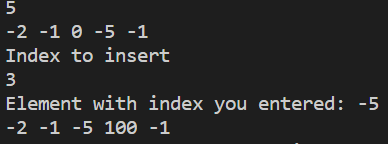 5
-2 -1 0 -5 -1
Index to insert
3
Element with index you entered: -5
-2 -1 -5 100 -1